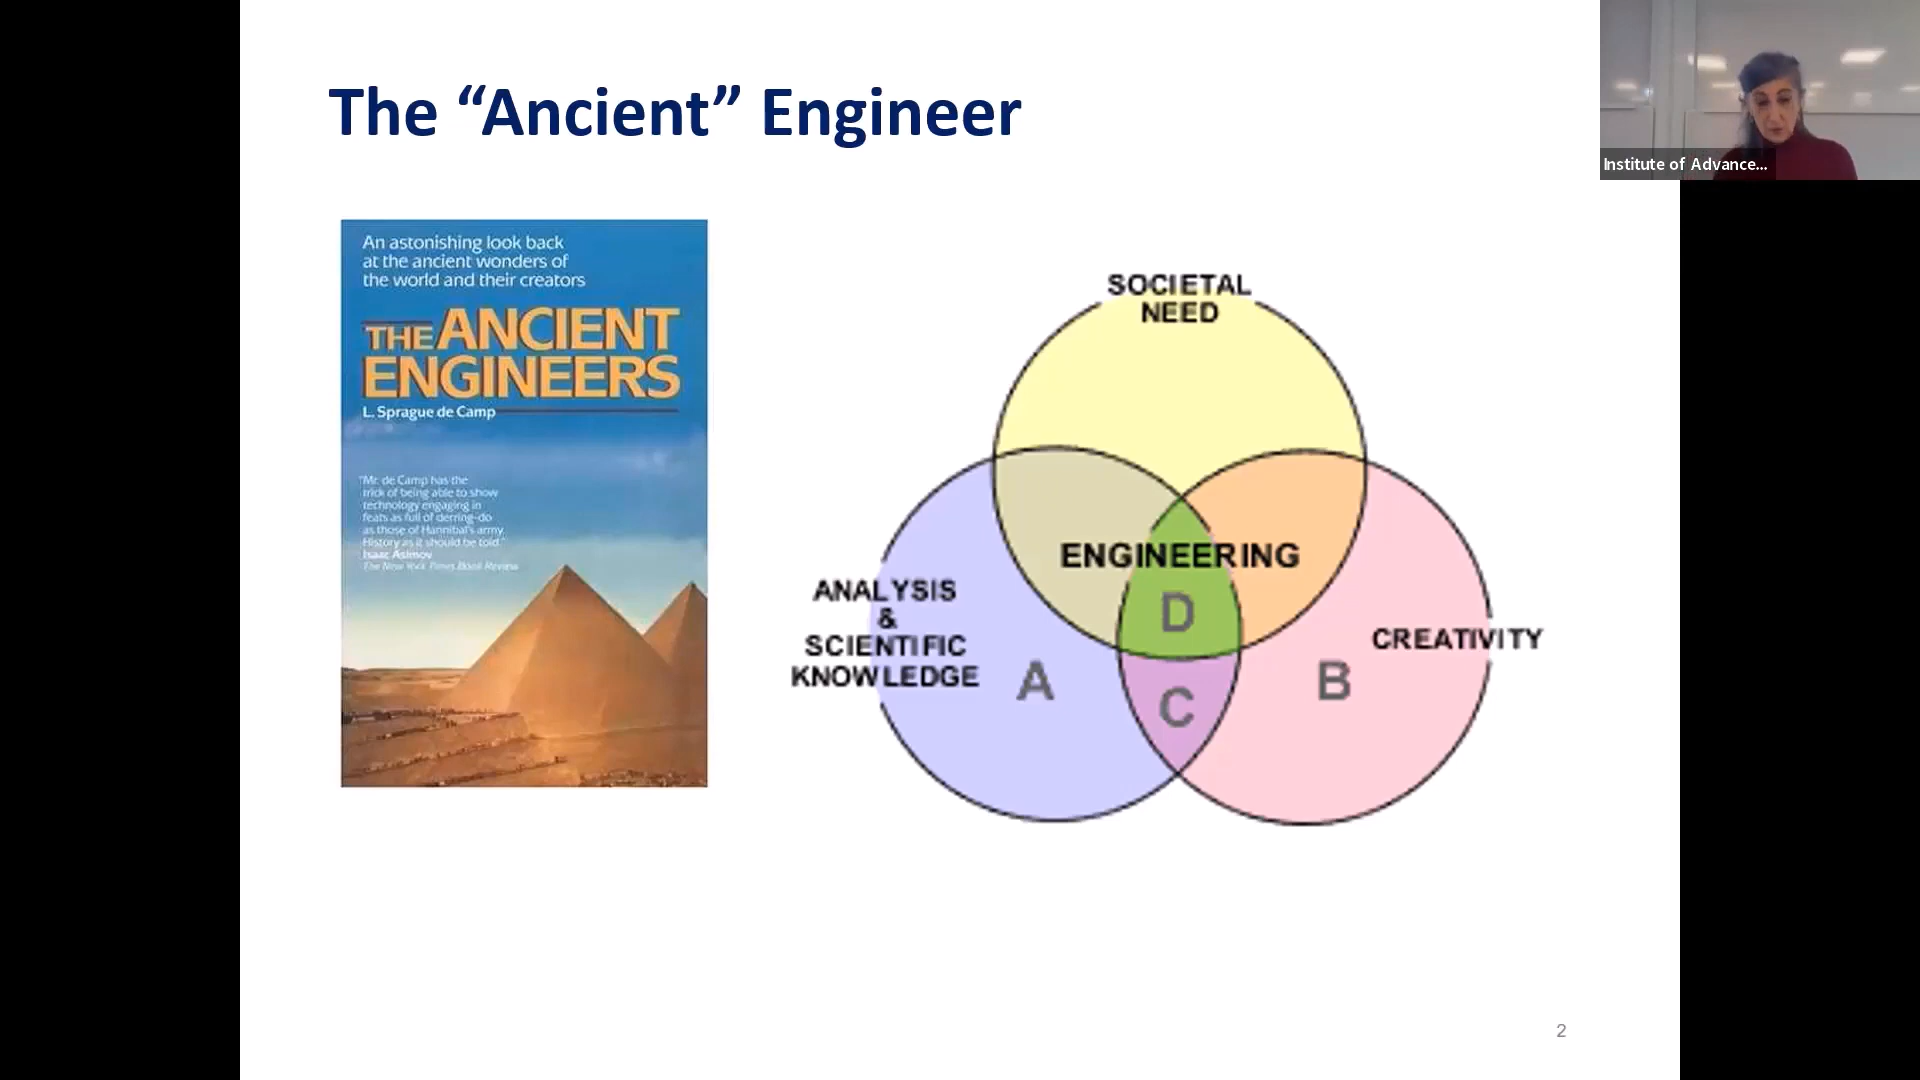 The “Ancient” Engineer
Institute of Advance...
An astonishing look back
at the ancient wonders of
the world and their creators
THE ANCIENT
ENGINEERS
L. Sprague de Camp
"Mr. de Camp has the
trick of being able to show
technology engaging in
feats as full of derring-do
as those of Hannibal's army.
History as it should be told."
Isaac Asimov
The New York Times Book Review
SOCIETAL
NEED
ENGINEERING
D
ANALYSIS
&
SCIENTIFIC
KNOWLEDGE
A
C
B
CREATIVITY
2